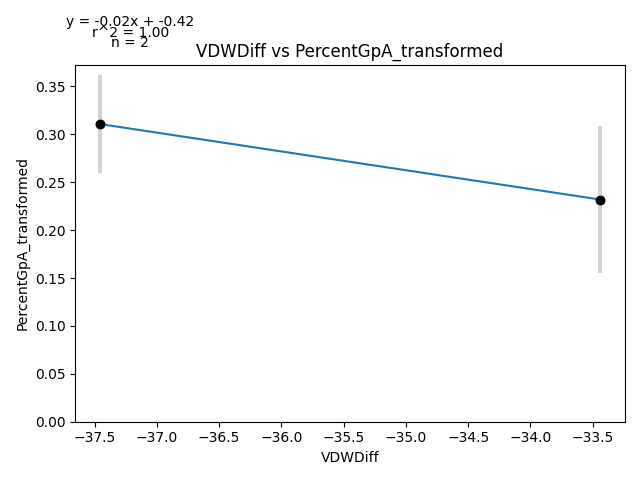 y = -0.02x + -0.42
r^2 = 1.00
n = 2
VDWDiff vs PercentGpA_transformed
PercentGpA_transformed
0.35
0.30
0.25
0.20
0.15
0.10
0.05
0.00
−37.5 −37.0 −36.5 −36.0 −35.5 −35.0 −34.5 −34.0 −33.5
VDWDiff